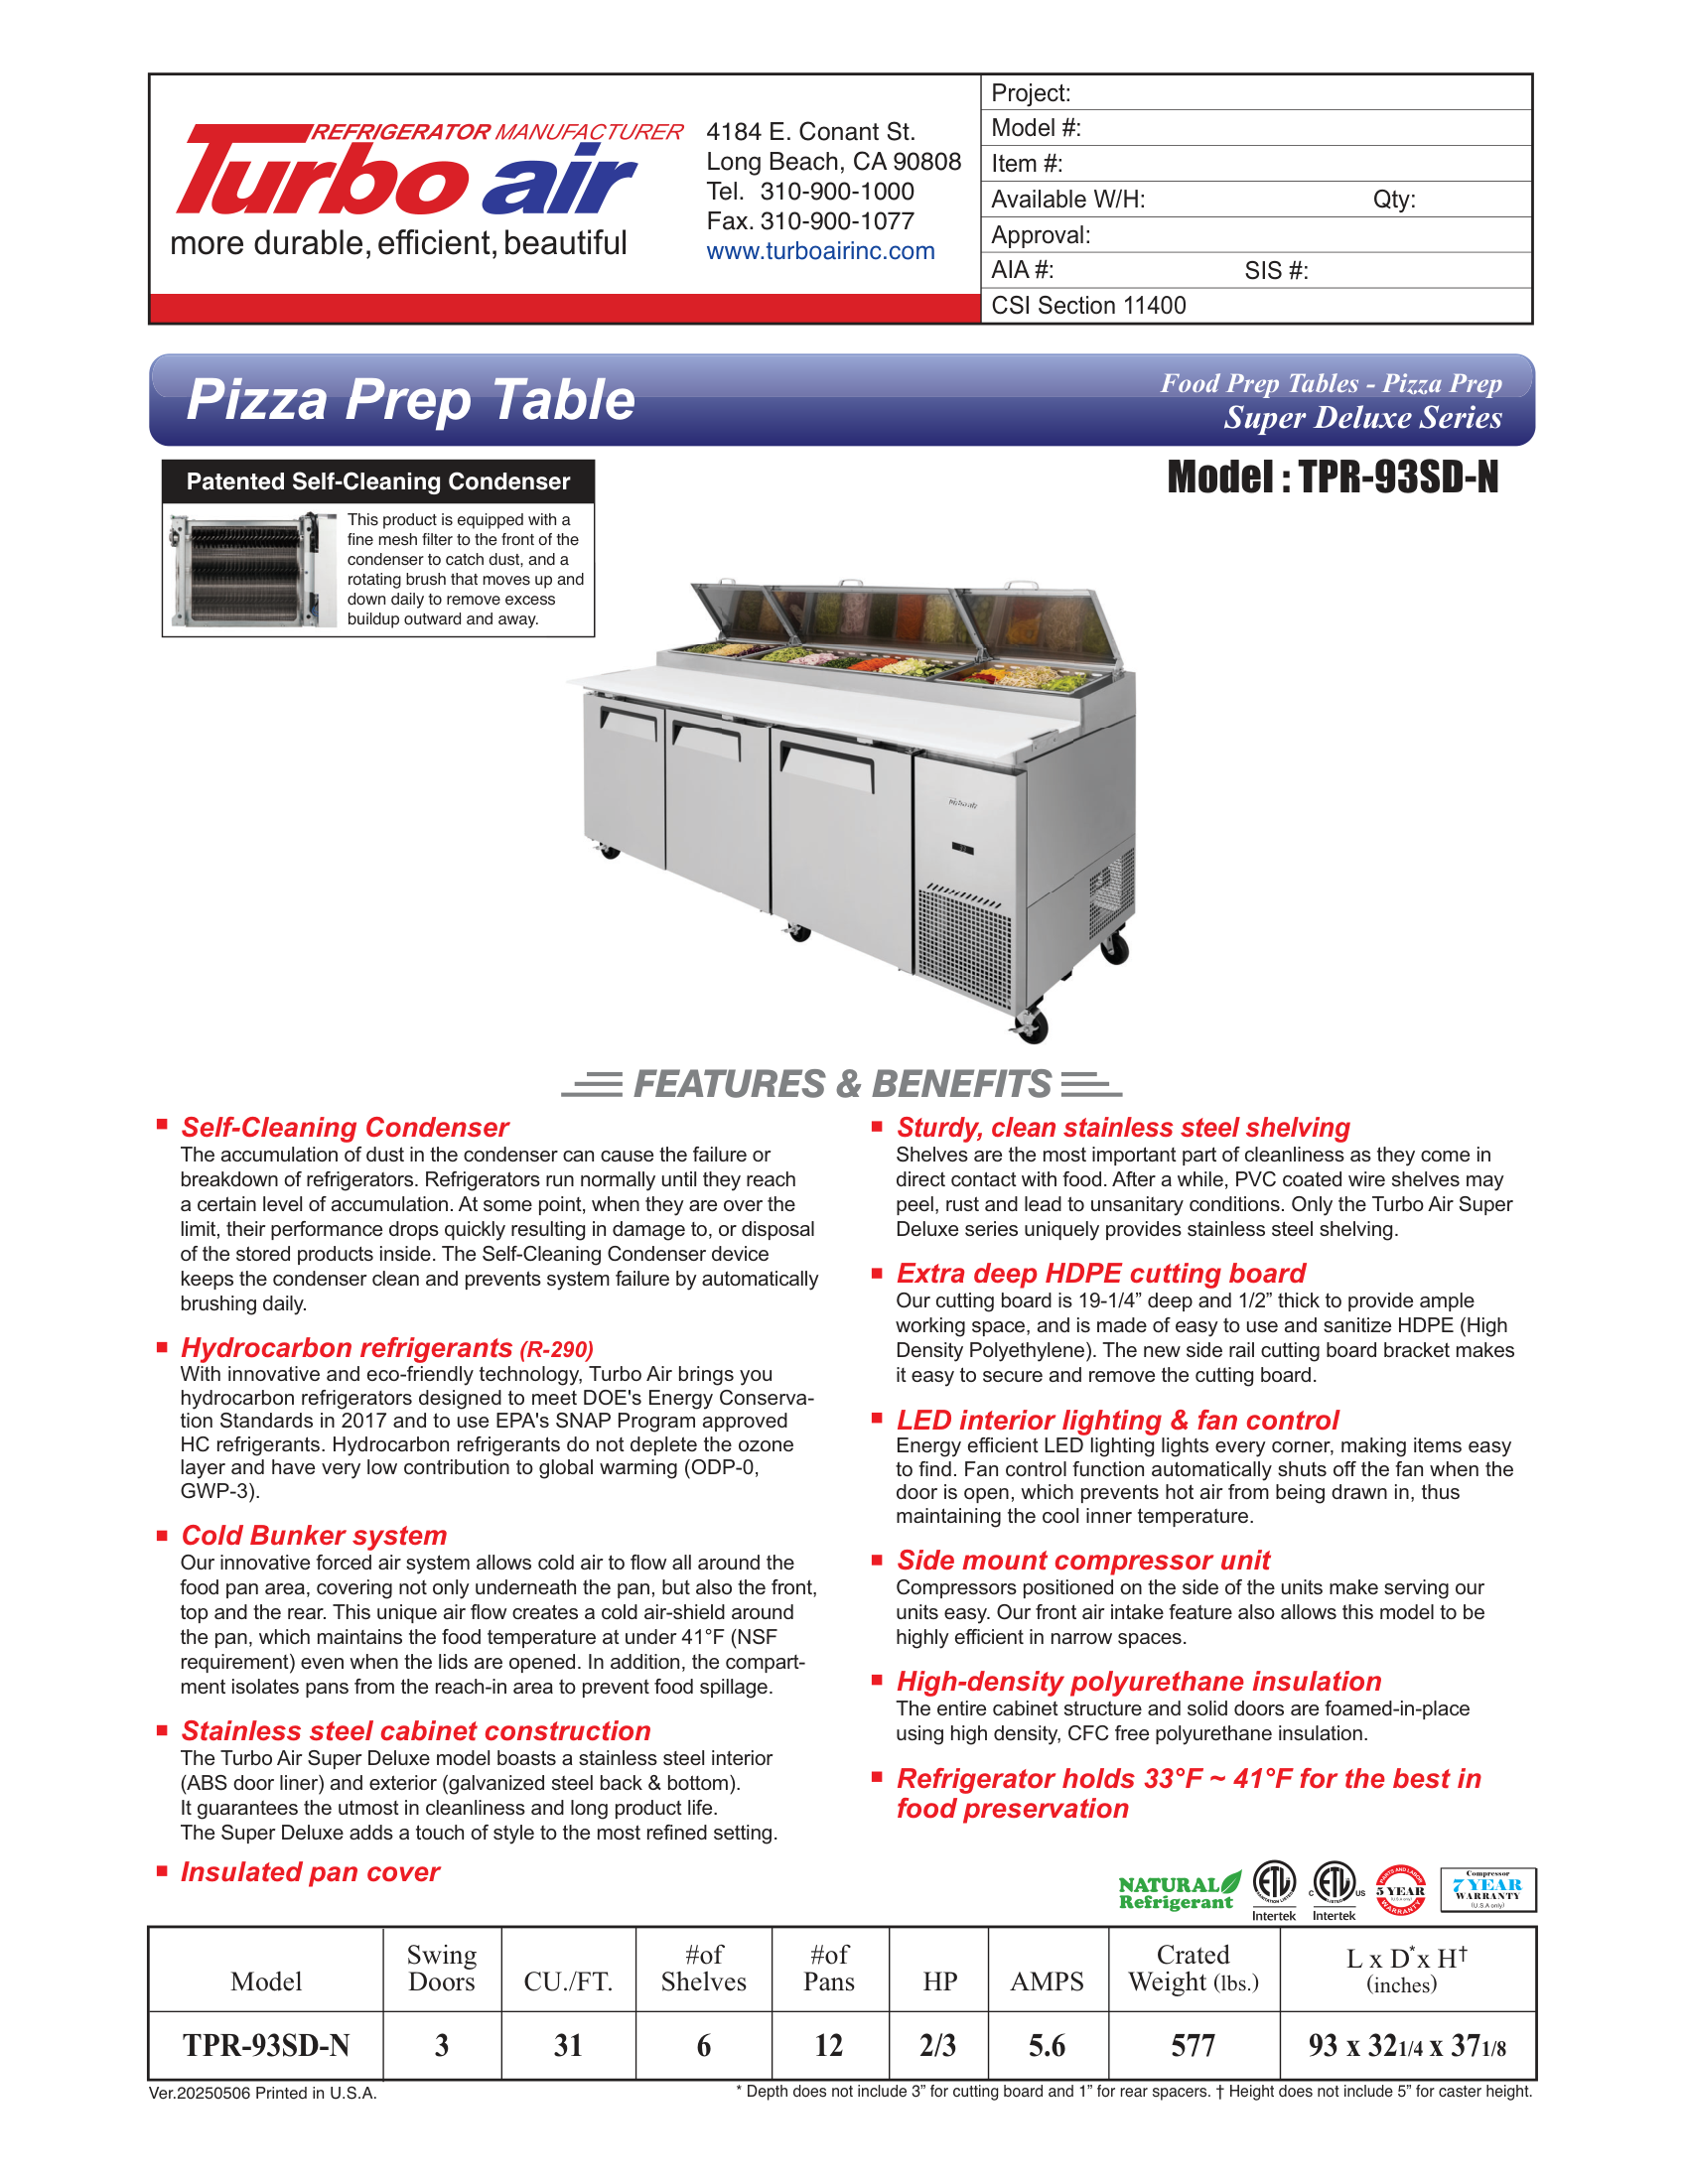 REFRIGERATOR MANUFACTURER
Turbo air
more durable, efficient, beautiful
4184 E. Conant St.
Long Beach, CA 90808
Tel. 310-900-1000
Fax. 310-900-1077
www.turboairinc.com
Project:
Model #:
Item #:
Available W/H: Qty:
Approval:
AIA #: SIS #:
CSI Section 11400
Pizza Prep Table
Food Prep Tables - Pizza Prep
Super Deluxe Series
Model : TPR-93SD-N
Patented Self-Cleaning Condenser
This product is equipped with a
fine mesh filter to the front of the
condenser to catch dust, and a
rotating brush that moves up and
down daily to remove excess
buildup outward and away.
turbo air
FEATURES & BENEFITS
Self-Cleaning Condenser
The accumulation of dust in the condenser can cause the failure or
breakdown of refrigerators. Refrigerators run normally until they reach
a certain level of accumulation. At some point, when they are over the
limit, their performance drops quickly resulting in damage to, or disposal
of the stored products inside. The Self-Cleaning Condenser device
keeps the condenser clean and prevents system failure by automatically
brushing daily.
Hydrocarbon refrigerants (R-290)
With innovative and eco-friendly technology, Turbo Air brings you
hydrocarbon refrigerators designed to meet DOE's Energy Conserva-
tion Standards in 2017 and to use EPA's SNAP Program approved
HC refrigerants. Hydrocarbon refrigerants do not deplete the ozone
layer and have very low contribution to global warming (ODP-0,
GWP-3).
Cold Bunker system
Our innovative forced air system allows cold air to flow all around the
food pan area, covering not only underneath the pan, but also the front,
top and the rear. This unique air flow creates a cold air-shield around
the pan, which maintains the food temperature at under 41°F (NSF
requirement) even when the lids are opened. In addition, the compart-
ment isolates pans from the reach-in area to prevent food spillage.
Stainless steel cabinet construction
The Turbo Air Super Deluxe model boasts a stainless steel interior
(ABS door liner) and exterior (galvanized steel back & bottom).
It guarantees the utmost in cleanliness and long product life.
The Super Deluxe adds a touch of style to the most refined setting.
Insulated pan cover
Sturdy, clean stainless steel shelving
Shelves are the most important part of cleanliness as they come in
direct contact with food. After a while, PVC coated wire shelves may
peel, rust and lead to unsanitary conditions. Only the Turbo Air Super
Deluxe series uniquely provides stainless steel shelving.
Extra deep HDPE cutting board
Our cutting board is 19-1/4” deep and 1/2” thick to provide ample
working space, and is made of easy to use and sanitize HDPE (High
Density Polyethylene). The new side rail cutting board bracket makes
it easy to secure and remove the cutting board.
LED interior lighting & fan control
Energy efficient LED lighting lights every corner, making items easy
to find. Fan control function automatically shuts off the fan when the
door is open, which prevents hot air from being drawn in, thus
maintaining the cool inner temperature.
Side mount compressor unit
Compressors positioned on the side of the units make serving our
units easy. Our front air intake feature also allows this model to be
highly efficient in narrow spaces.
High-density polyurethane insulation
The entire cabinet structure and solid doors are foamed-in-place
using high density, CFC free polyurethane insulation.
Refrigerator holds 33°F ~ 41°F for the best in
food preservation
NATURAL
Refrigerant
ETL
SANITATION LISTED
Intertek
C ETL US
LISTED
Intertek
PARTS AND LABOR
5 YEAR
(U.S.A only)
WARRANTY
Compressor
7 YEAR
WARRANTY
(U.S.A only)
Model Swing Doors CU./FT. #of Shelves #of Pans HP AMPS Crated Weight (lbs.) L x D* x H† (inches)
TPR-93SD-N 3 31 6 12 2/3 5.6 577 93 x 321/4 x 371/8
Ver.20250506 Printed in U.S.A.
* Depth does not include 3” for cutting board and 1” for rear spacers. † Height does not include 5” for caster height.